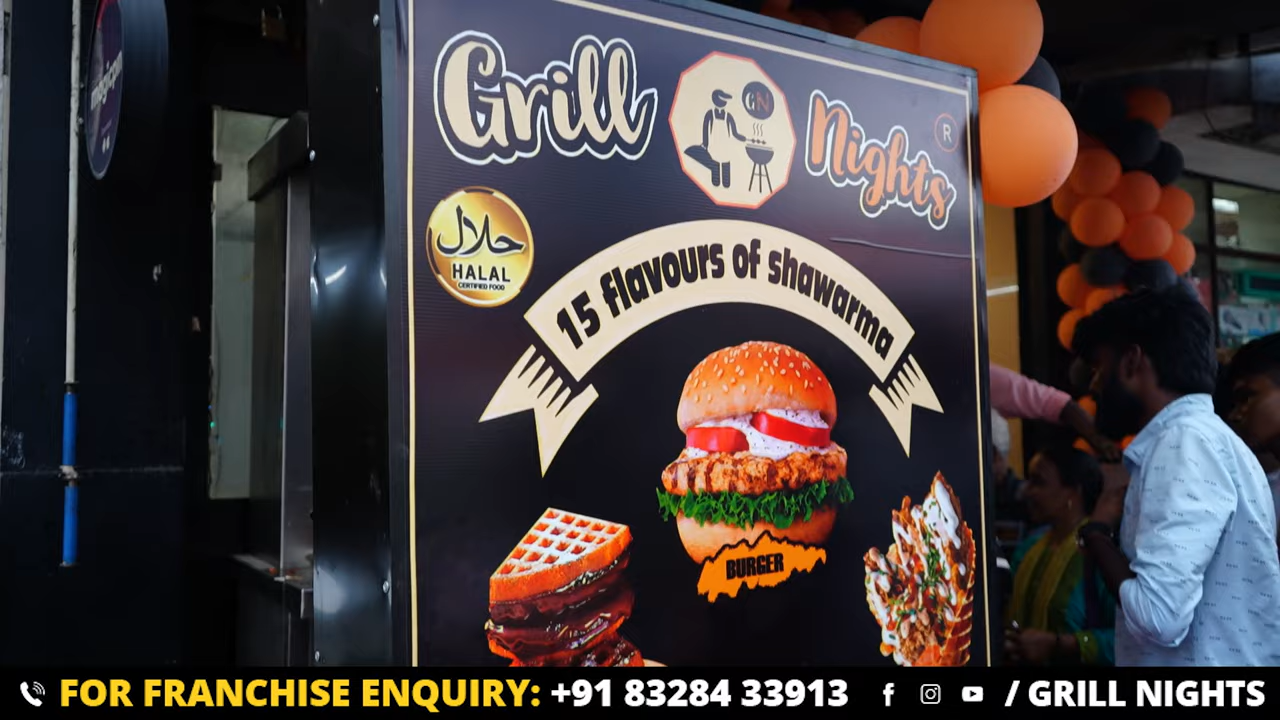 Grill
GN
Nights
R
حلال
HALAL
CERTIFIED FOOD
15 flavours of shawarma
BURGER
FOR FRANCHISE ENQUIRY: +91 83284 33913 / GRILL NIGHTS